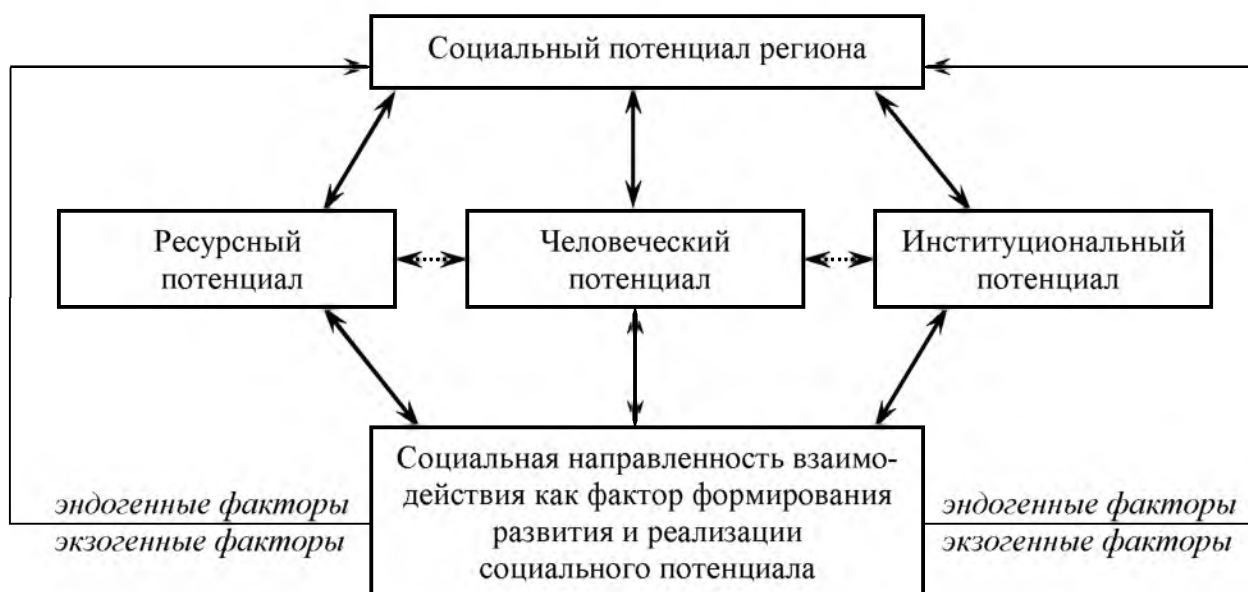 Социальный потенциал региона
Ресурсный
потенциал
Человеческий
потенциал
Институциональный
потенциал
Социальная направленность взаимо-
действия как фактор формирования
развития и реализации
социального потенциала
эндогенные факторы
экзогенные факторы
эндогенные факторы
экзогенные факторы